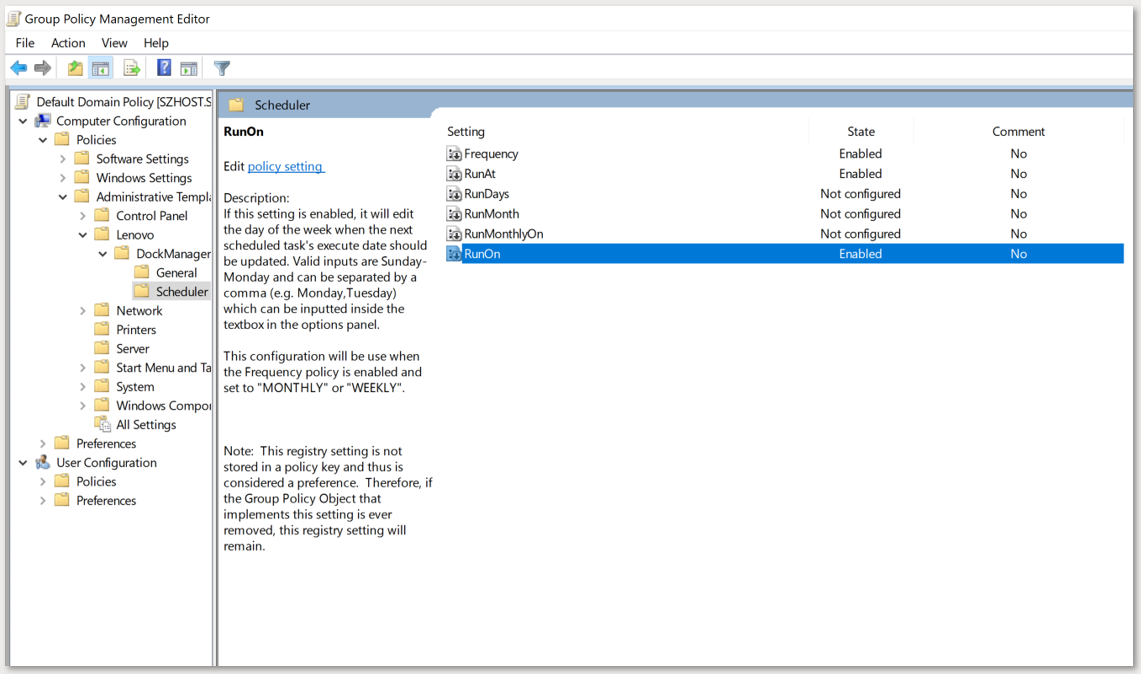 Group Policy Management Editor
File Action View Help
Default Domain Policy [SZHOST.S
Computer Configuration
Policies
Software Settings
Windows Settings
Administrative Templa
Control Panel
Lenovo
DockManager
General
Scheduler
Network
Printers
Server
Start Menu and Ta
System
Windows Compor
All Settings
Preferences
User Configuration
Policies
Preferences
Scheduler
RunOn
Edit policy setting
Description:
If this setting is enabled, it will edit
the day of the week when the next
scheduled task's execute date should
be updated. Valid inputs are Sunday-
Monday and can be separated by a
comma (e.g. Monday,Tuesday)
which can be inputted inside the
textbox in the options panel.
This configuration will be use when
the Frequency policy is enabled and
set to "MONTHLY" or "WEEKLY".
Note: This registry setting is not
stored in a policy key and thus is
considered a preference. Therefore, if
the Group Policy Object that
implements this setting is ever
removed, this registry setting will
remain.
Setting State Comment
Frequency Enabled No
RunAt Enabled No
RunDays Not configured No
RunMonth Not configured No
RunMonthlyOn Not configured No
RunOn Enabled No